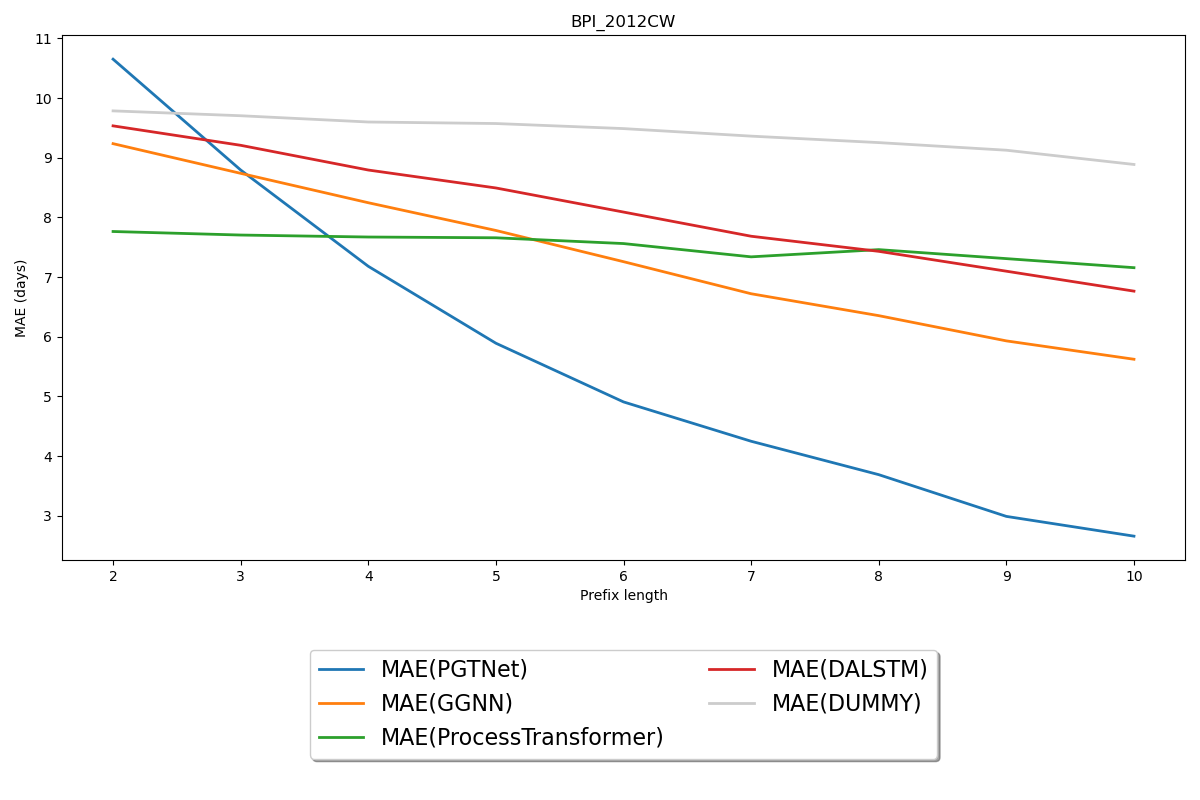 BPI_2012CW
MAE (days)
11
10
9
8
7
6
5
4
3
2 3 4 5 6 7 8 9 10
Prefix length
MAE(PGTNet)
MAE(GGNN)
MAE(ProcessTransformer)
MAE(DALSTM)
MAE(DUMMY)